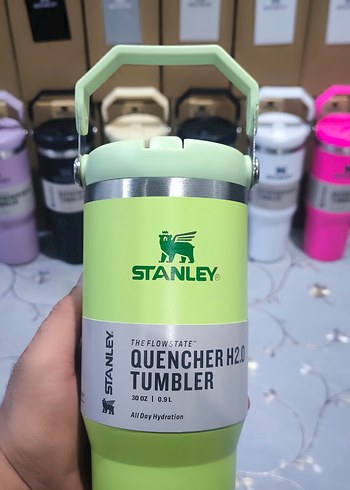 STANLEY
®
THE FLOWSTATE™
QUENCHER H2.0
TUMBLER
30 OZ | 0.9 L
All Day Hydration
STANLEY